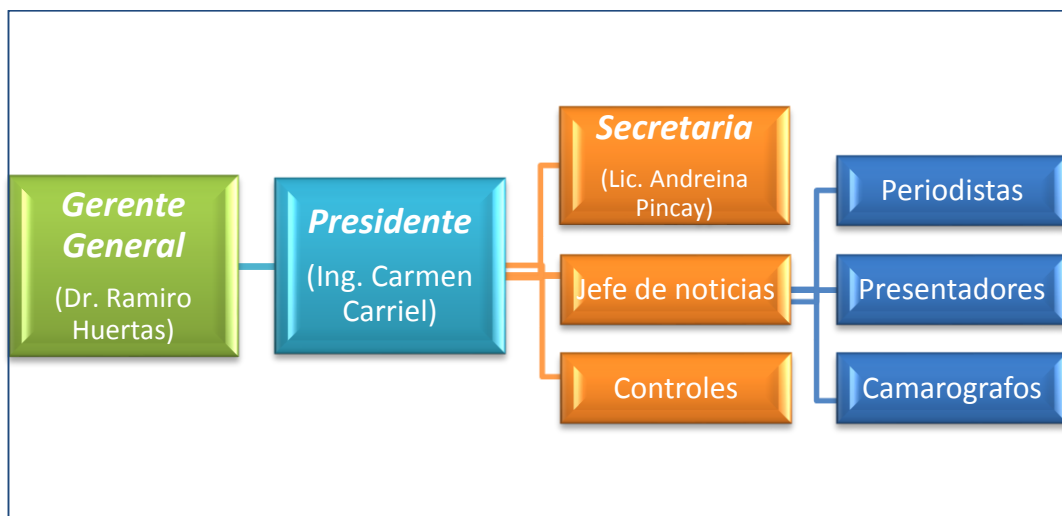 Gerente
General
(Dr. Ramiro
Huertas)
Presidente
(Ing. Carmen
Carriel)
Secretaria
(Lic. Andreina
Pincay)
Jefe de noticias
Controles
Periodistas
Presentadores
Camarografos